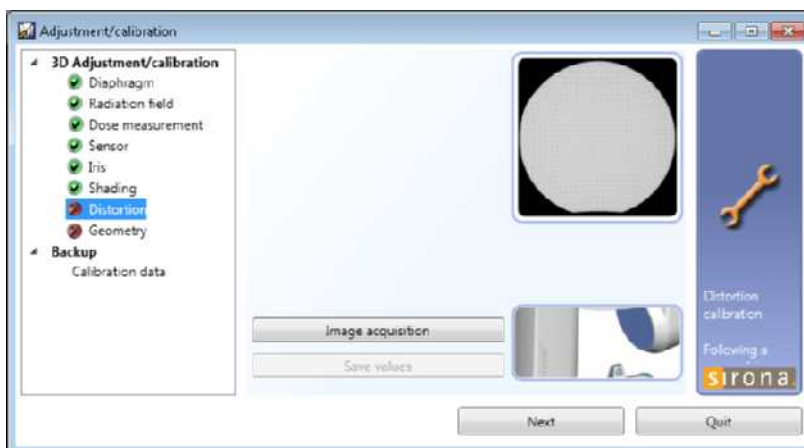 Adjustment/calibration
3D Adjustment/calibration
Diaphragm
Radiation field
Dose measurement
Sensor
Iris
Shading
Distortion
Geometry
Backup
Calibration data
Image acquisition
Save values
Distortion
calibration
Following a
sirona.
Next
Quit